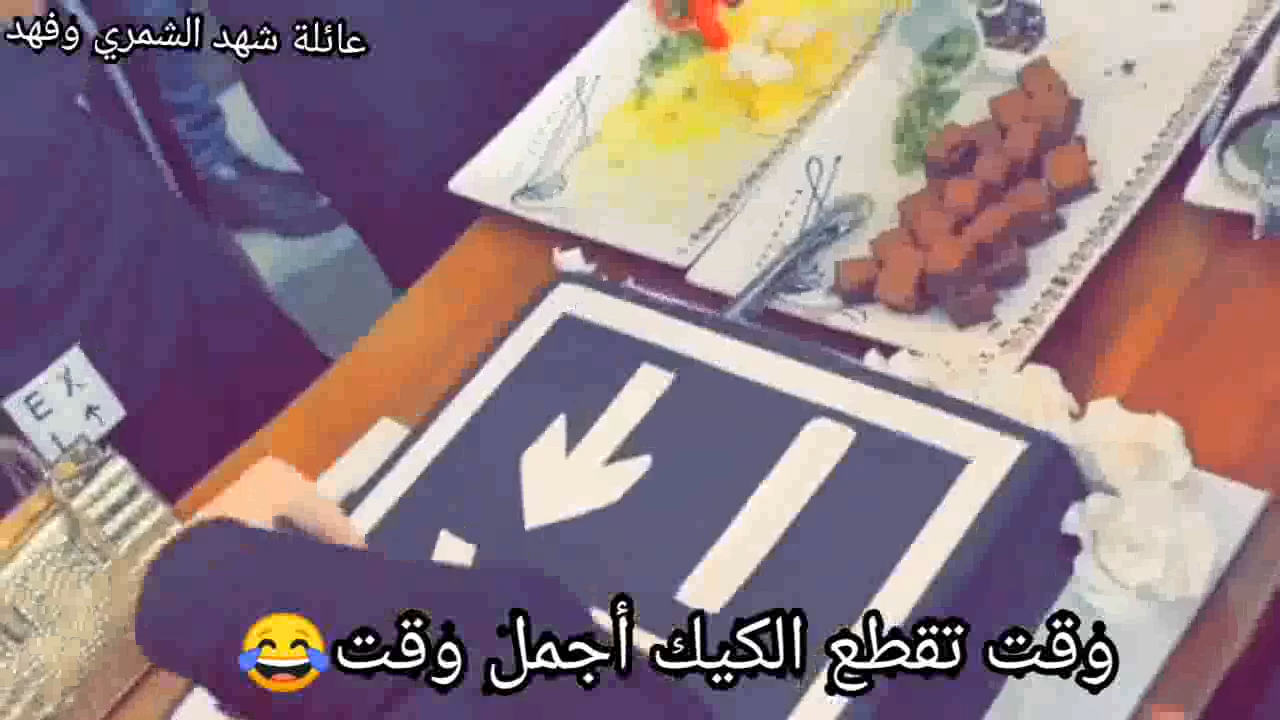 عائلة شهد الشمري وفهد
E X
وقت تقطع الكيك أجمل وقت😂